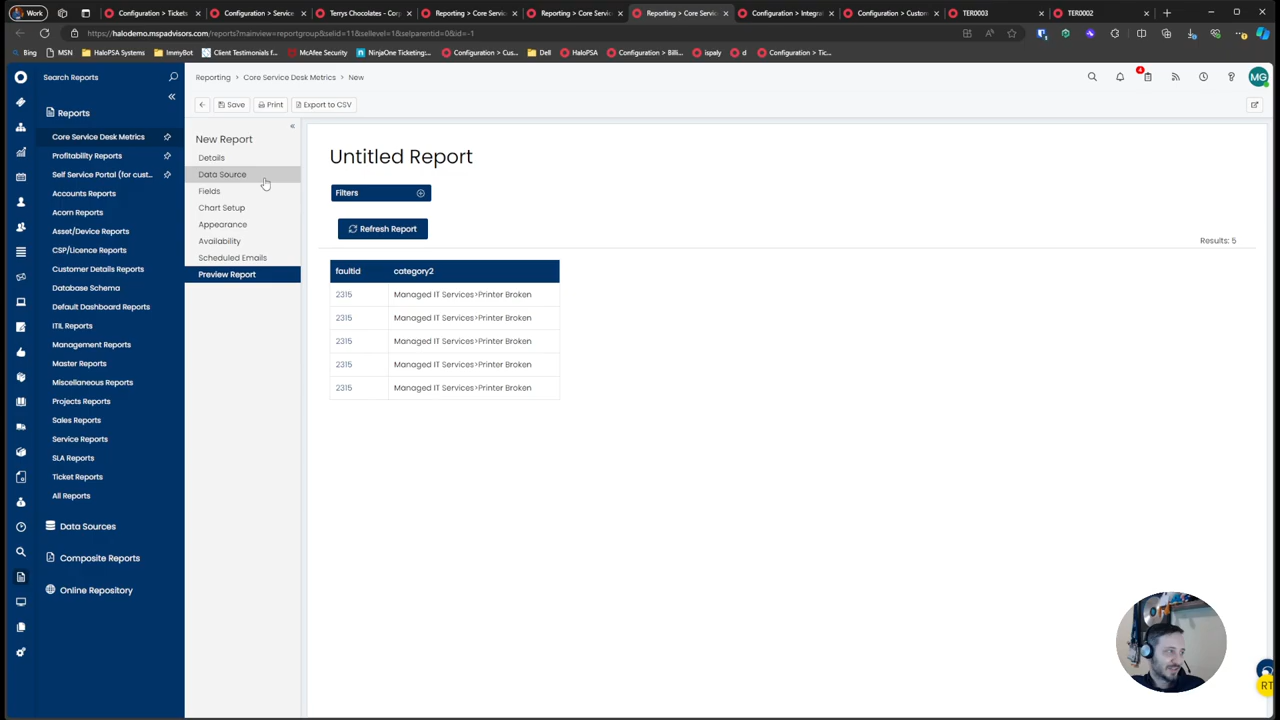 Work
Configuration > Tickets
Configuration > Service
Terrys Chocolates - Corp
Reporting > Core Servic
Reporting > Core Servic
Reporting > Core Servic
Configuration > Integra
Configuration > Custom
TER0003
TER0002
https://halodemo.mspadvisors.com/reports?mainview=reportgroup&selid=11&sellevel=1&selparentid=0&id=-1
Bing
MSN
HaloPSA Systems
ImmyBot
Client Testimonials f...
McAfee Security
NinjaOne Ticketing:...
Configuration > Cus...
Dell
HaloPSA
Configuration > Billin...
ispaly
d
Configuration > Tic...
Search Reports
Reporting > Core Service Desk Metrics > New
4
MG
Save
Print
Export to CSV
Reports
Core Service Desk Metrics
Profitability Reports
Self Service Portal (for cust...
Accounts Reports
Acorn Reports
Asset/Device Reports
CSP/Licence Reports
Customer Details Reports
Database Schema
Default Dashboard Reports
ITIL Reports
Management Reports
Master Reports
Miscellaneous Reports
Projects Reports
Sales Reports
Service Reports
SLA Reports
Ticket Reports
All Reports
Data Sources
Composite Reports
Online Repository
New Report
Details
Data Source
Fields
Chart Setup
Appearance
Availability
Scheduled Emails
Preview Report
Untitled Report
Filters
Refresh Report
Results: 5
faultid category2
2315 Managed IT Services>Printer Broken
2315 Managed IT Services>Printer Broken
2315 Managed IT Services>Printer Broken
2315 Managed IT Services>Printer Broken
2315 Managed IT Services>Printer Broken
RT